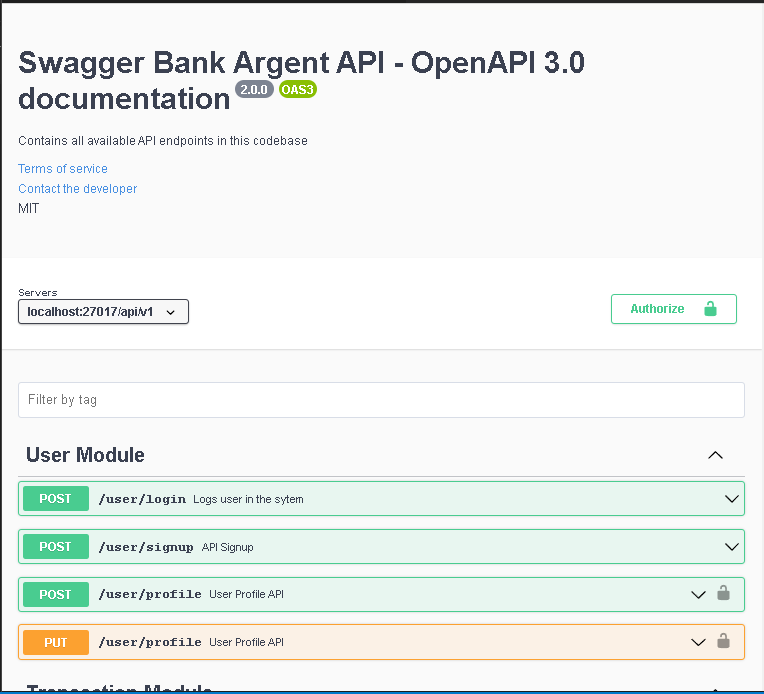 Swagger Bank Argent API - OpenAPI 3.0
documentation 2.0.0 OAS3
Contains all available API endpoints in this codebase
Terms of service
Contact the developer
MIT
Servers
localhost:27017/api/v1
Authorize
Filter by tag
User Module
POST /user/login Logs user in the sytem
POST /user/signup API Signup
POST /user/profile User Profile API
PUT /user/profile User Profile API
Transaction Module